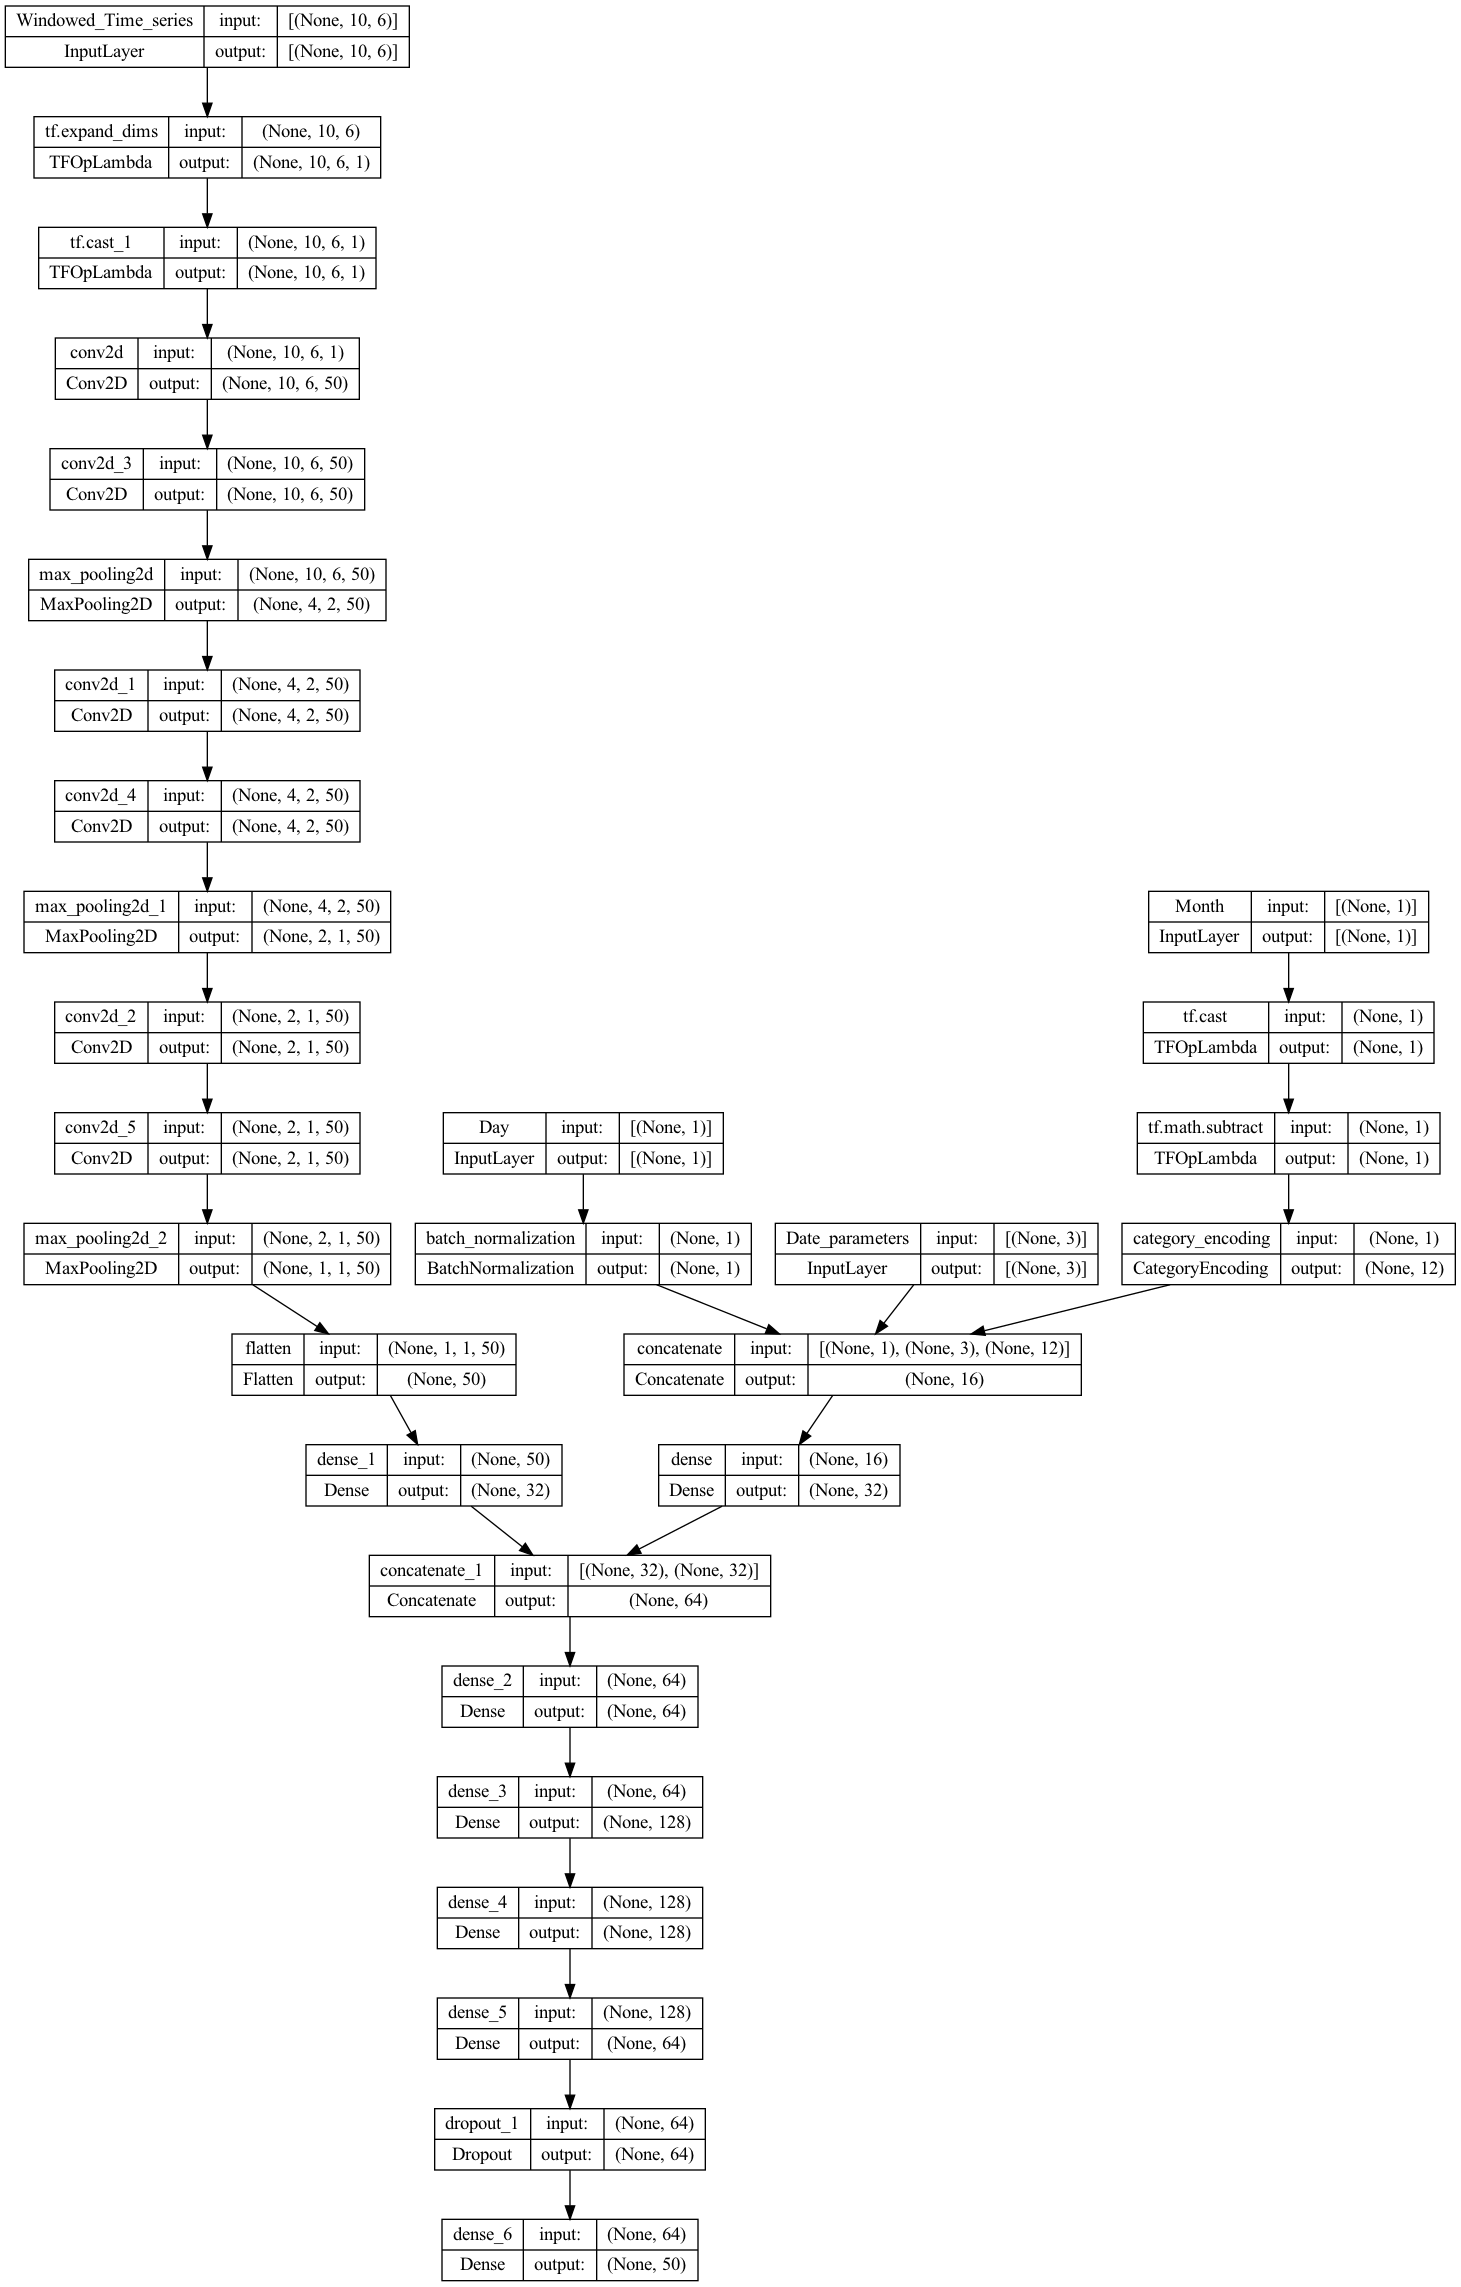 Windowed_Time_series input: [(None, 10, 6)]
InputLayer output: [(None, 10, 6)]
tf.expand_dims input: (None, 10, 6)
TFOpLambda output: (None, 10, 6, 1)
tf.cast_1 input: (None, 10, 6, 1)
TFOpLambda output: (None, 10, 6, 1)
conv2d input: (None, 10, 6, 1)
Conv2D output: (None, 10, 6, 50)
conv2d_3 input: (None, 10, 6, 50)
Conv2D output: (None, 10, 6, 50)
max_pooling2d input: (None, 10, 6, 50)
MaxPooling2D output: (None, 4, 2, 50)
conv2d_1 input: (None, 4, 2, 50)
Conv2D output: (None, 4, 2, 50)
conv2d_4 input: (None, 4, 2, 50)
Conv2D output: (None, 4, 2, 50)
max_pooling2d_1 input: (None, 4, 2, 50)
MaxPooling2D output: (None, 2, 1, 50)
Month input: [(None, 1)]
InputLayer output: [(None, 1)]
conv2d_2 input: (None, 2, 1, 50)
Conv2D output: (None, 2, 1, 50)
tf.cast input: (None, 1)
TFOpLambda output: (None, 1)
conv2d_5 input: (None, 2, 1, 50)
Conv2D output: (None, 2, 1, 50)
Day input: [(None, 1)]
InputLayer output: [(None, 1)]
tf.math.subtract input: (None, 1)
TFOpLambda output: (None, 1)
max_pooling2d_2 input: (None, 2, 1, 50)
MaxPooling2D output: (None, 1, 1, 50)
batch_normalization input: (None, 1)
BatchNormalization output: (None, 1)
Date_parameters input: [(None, 3)]
InputLayer output: [(None, 3)]
category_encoding input: (None, 1)
CategoryEncoding output: (None, 12)
flatten input: (None, 1, 1, 50)
Flatten output: (None, 50)
concatenate input: [(None, 1), (None, 3), (None, 12)]
Concatenate output: (None, 16)
dense_1 input: (None, 50)
Dense output: (None, 32)
dense input: (None, 16)
Dense output: (None, 32)
concatenate_1 input: [(None, 32), (None, 32)]
Concatenate output: (None, 64)
dense_2 input: (None, 64)
Dense output: (None, 64)
dense_3 input: (None, 64)
Dense output: (None, 128)
dense_4 input: (None, 128)
Dense output: (None, 128)
dense_5 input: (None, 128)
Dense output: (None, 64)
dropout_1 input: (None, 64)
Dropout output: (None, 64)
dense_6 input: (None, 64)
Dense output: (None, 50)